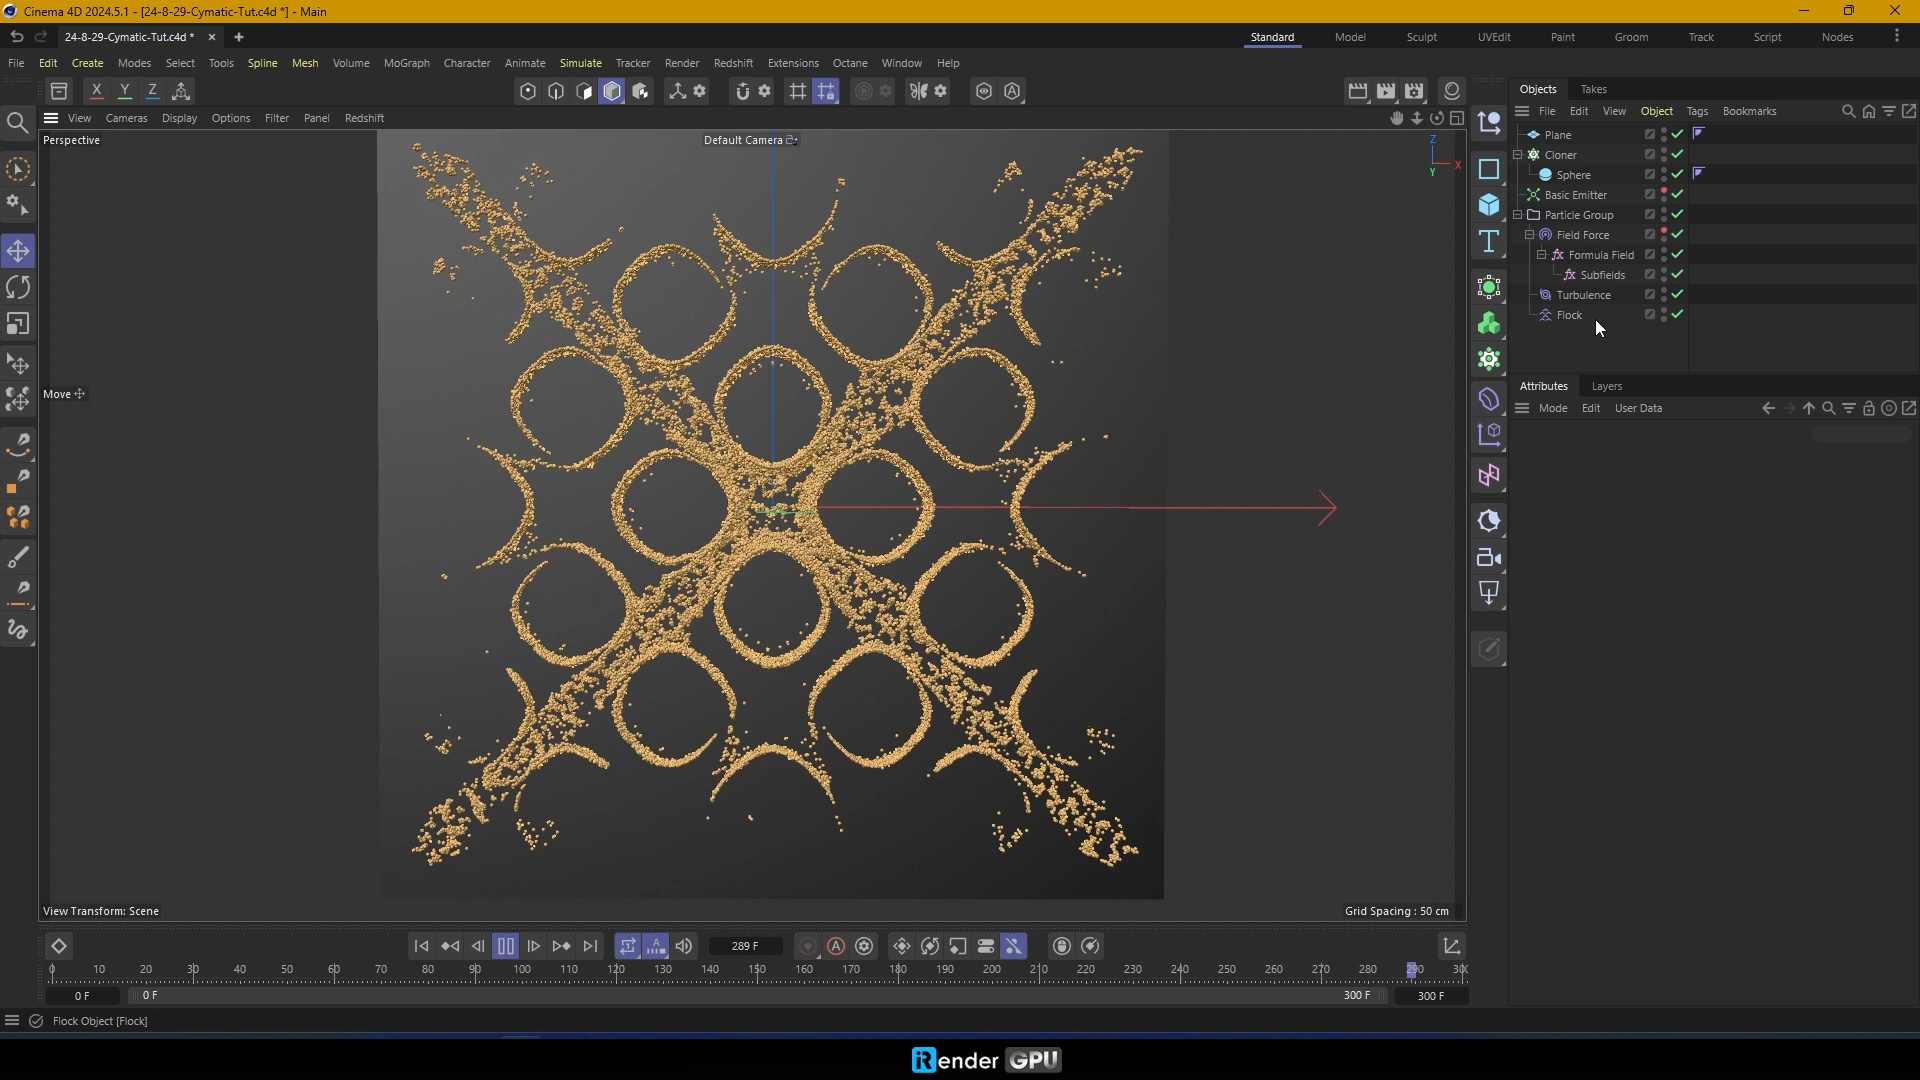 Cinema 4D 2024.5.1 - [24-8-29-Cymatic-Tut.c4d *] - Main
24-8-29-Cymatic-Tut.c4d *
Standard Model Sculpt UVEdit Paint Groom Track Script Nodes
File Edit Create Modes Select Tools Spline Mesh Volume MoGraph Character Animate Simulate Tracker Render Redshift Extensions Octane Window Help
X Y Z
Objects Takes
File Edit View Object Tags Bookmarks
View Cameras Display Options Filter Panel Redshift
Perspective
Default Camera
Z
X
Y
Plane
Cloner
Sphere
Basic Emitter
Particle Group
Field Force
Formula Field
Subfields
Turbulence
Flock
Attributes Layers
Mode Edit User Data
Move
View Transform: Scene
Grid Spacing : 50 cm
289 F
0 10 20 30 40 50 60 70 80 90 100 110 120 130 140 150 160 170 180 190 200 210 220 230 240 250 260 270 280 290 300
0 F
0 F
300 F
300 F
Flock Object [Flock]
iRender GPU